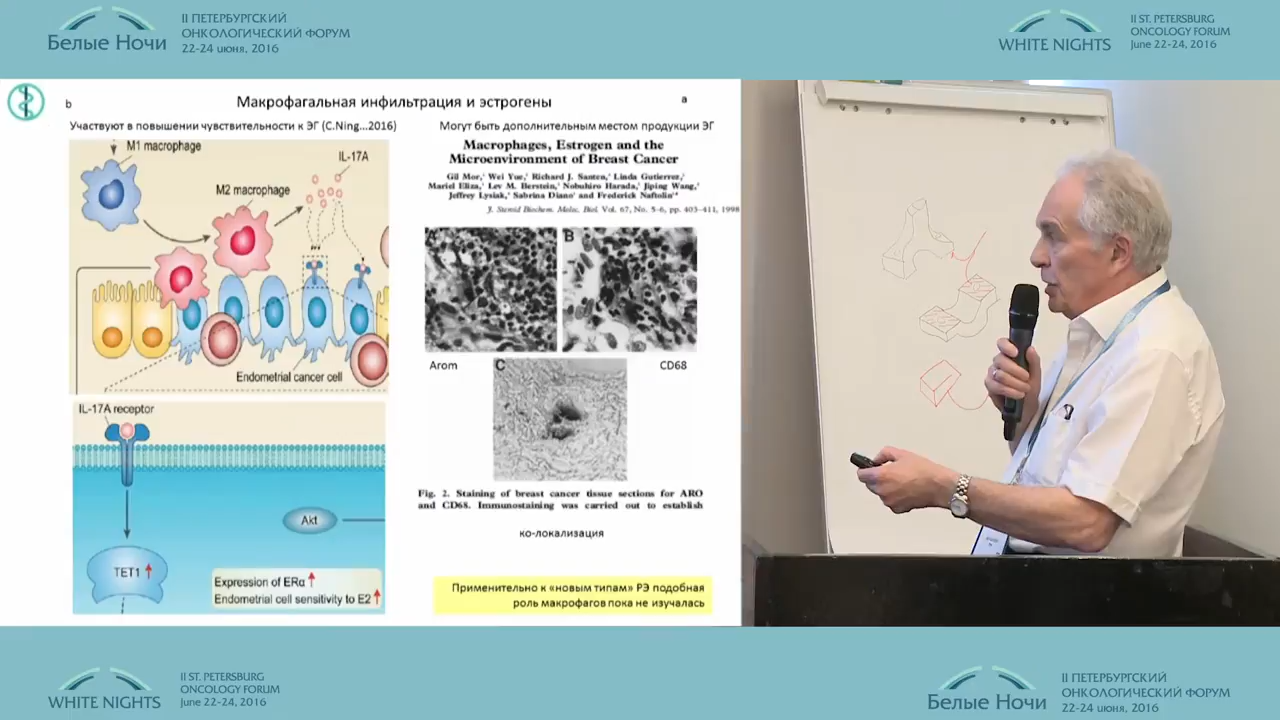 Белые Ночи
II ПЕТЕРБУРГСКИЙ
ОНКОЛОГИЧЕСКИЙ ФОРУМ
22-24 июня, 2016
WHITE NIGHTS
II ST. PETERSBURG
ONCOLOGY FORUM
June 22-24, 2016
b
Макрофагальная инфильтрация и эстрогены
a
Участвуют в повышении чувствительности к ЭГ (C.Ning...2016)
M1 macrophage
IL-17A
M2 macrophage
Endometrial cancer cell
IL-17A receptor
Akt
TET1
Expression of ERα
Endometrial cell sensitivity to E2
Могут быть дополнительным местом продукции ЭГ
Macrophages, Estrogen and the
Microenvironment of Breast Cancer
Gil Mor, Wei Yue, Richard J. Santen, Linda Gutierrez,
Mariel Eliza, Lev M. Berstein, Nobuhiro Harada, Jiping Wang,
Jeffrey Lysiak, Sabrina Diano and Frederick Naftolin
J. Steroid Biochem. Molec. Biol. Vol. 67, No. 5-6, pp. 403-411, 1998
A
B
Arom
C
CD68
Fig. 2. Staining of breast cancer tissue sections for ARO
and CD68. Immunostaining was carried out to establish
ко-локализация
Применительно к «новым типам» РЭ подобная
роль макрофагов пока не изучалась
WHITE NIGHTS
II ST. PETERSBURG
ONCOLOGY FORUM
June 22-24, 2016
Белые Ночи
II ПЕТЕРБУРГСКИЙ
ОНКОЛОГИЧЕСКИЙ ФОРУМ
22-24 июня, 2016